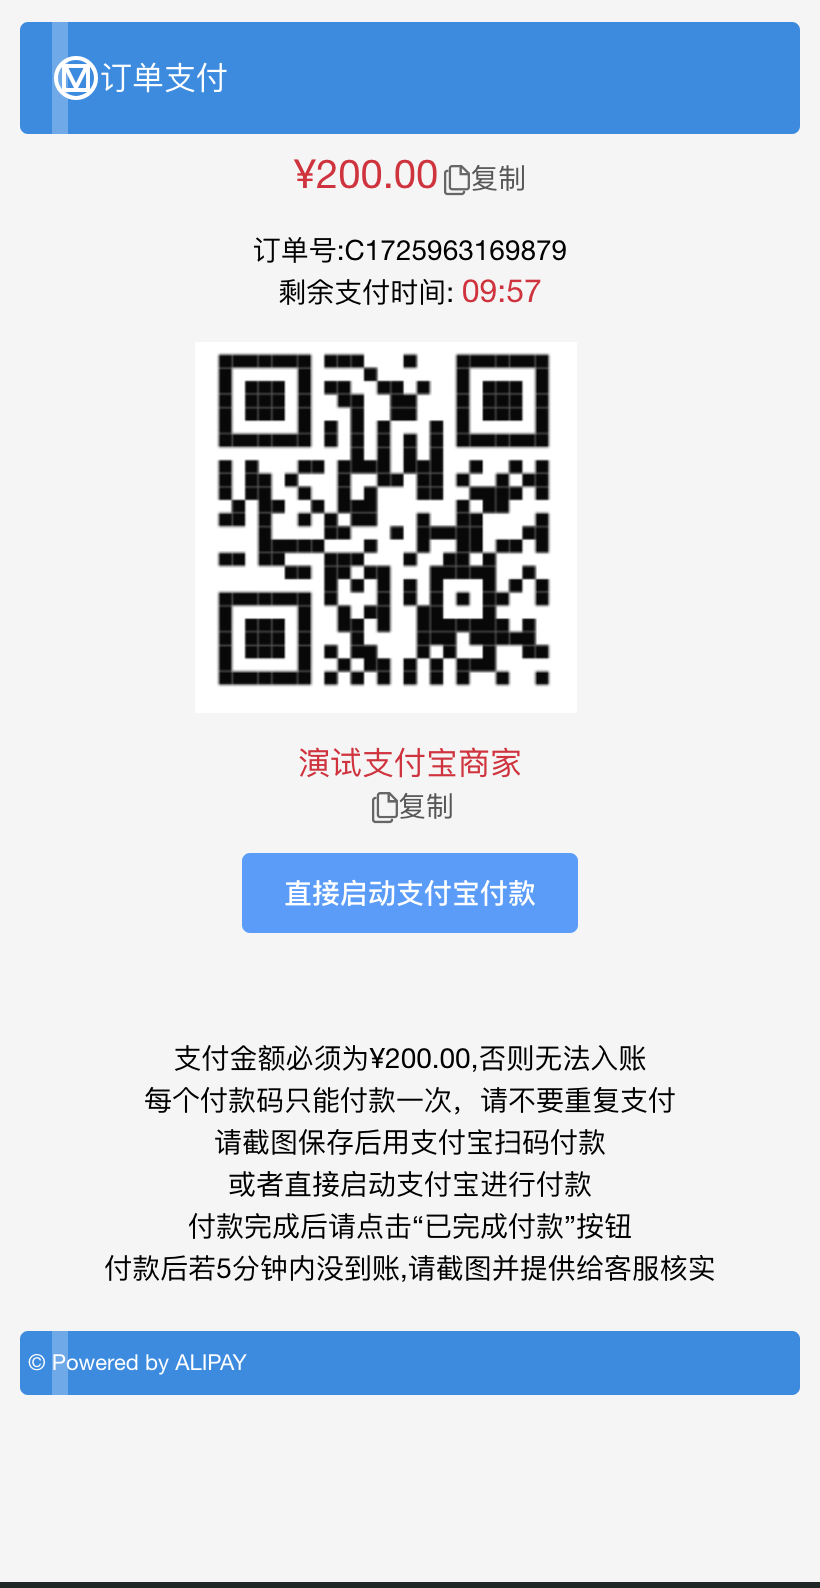 订单支付
¥200.00 复制
订单号:C1725963169879
剩余支付时间: 09:57
演试支付宝商家
复制
直接启动支付宝付款
支付金额必须为¥200.00,否则无法入账
每个付款码只能付款一次，请不要重复支付
请截图保存后用支付宝扫码付款
或者直接启动支付宝进行付款
付款完成后请点击“已完成付款”按钮
付款后若5分钟内没到账,请截图并提供给客服核实
© Powered by ALIPAY